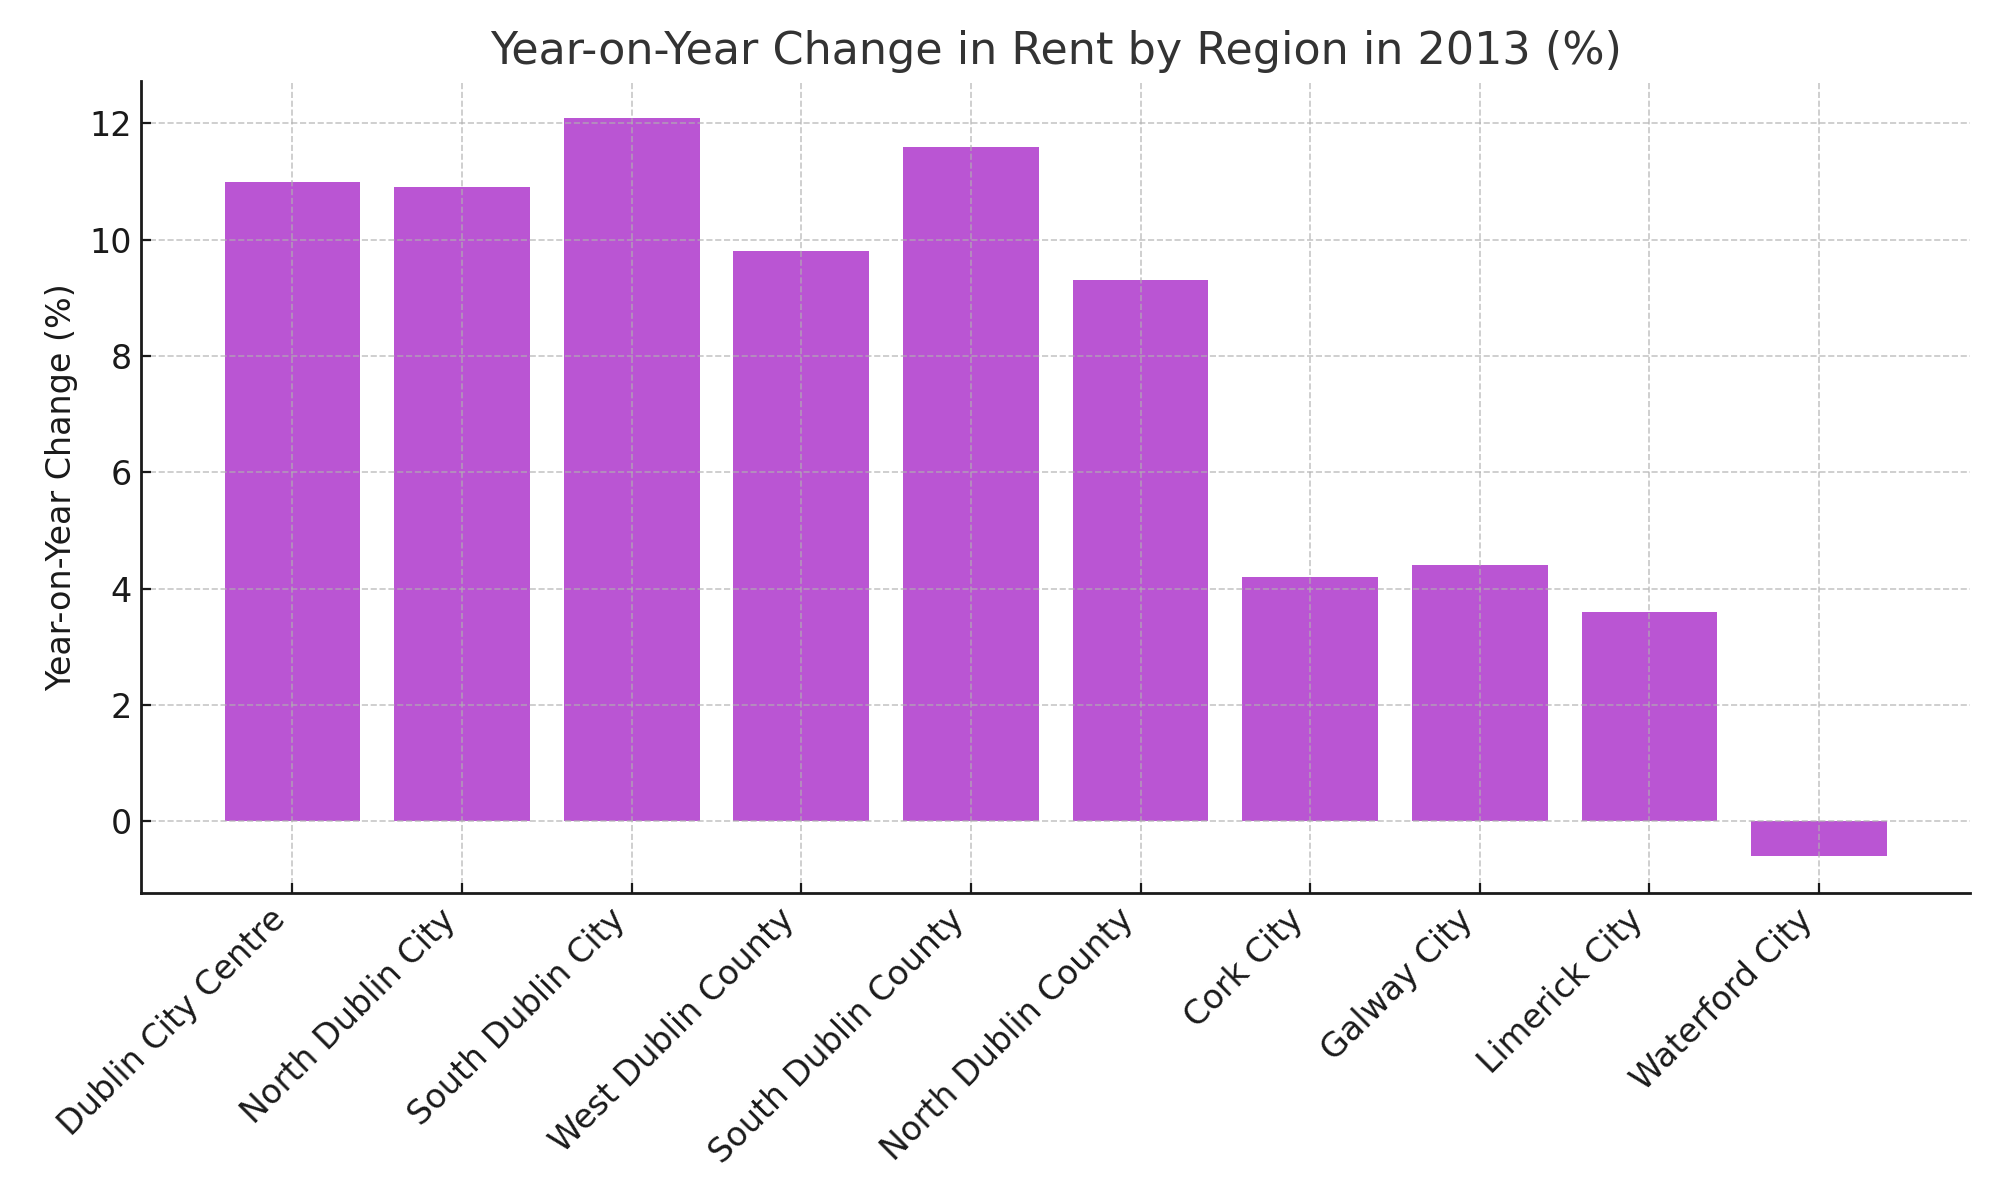 Year-on-Year Change in Rent by Region in 2013 (%)
Year-on-Year Change (%)
12
10
8
6
4
2
0
Dublin City Centre
North Dublin City
South Dublin City
West Dublin County
South Dublin County
North Dublin County
Cork City
Galway City
Limerick City
Waterford City